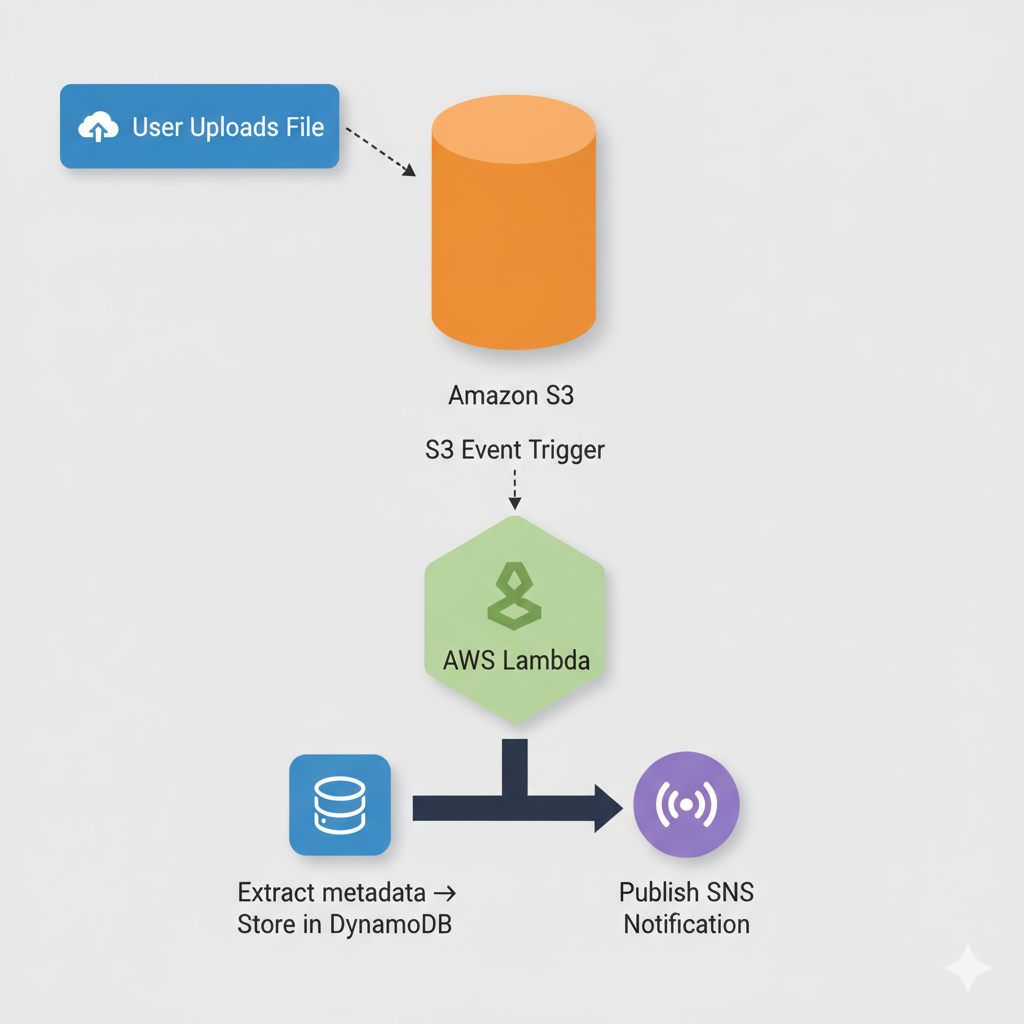 User Uploads File
Amazon S3
S3 Event Trigger
AWS Lambda
Extract metadata →
Store in DynamoDB
Publish SNS
Notification